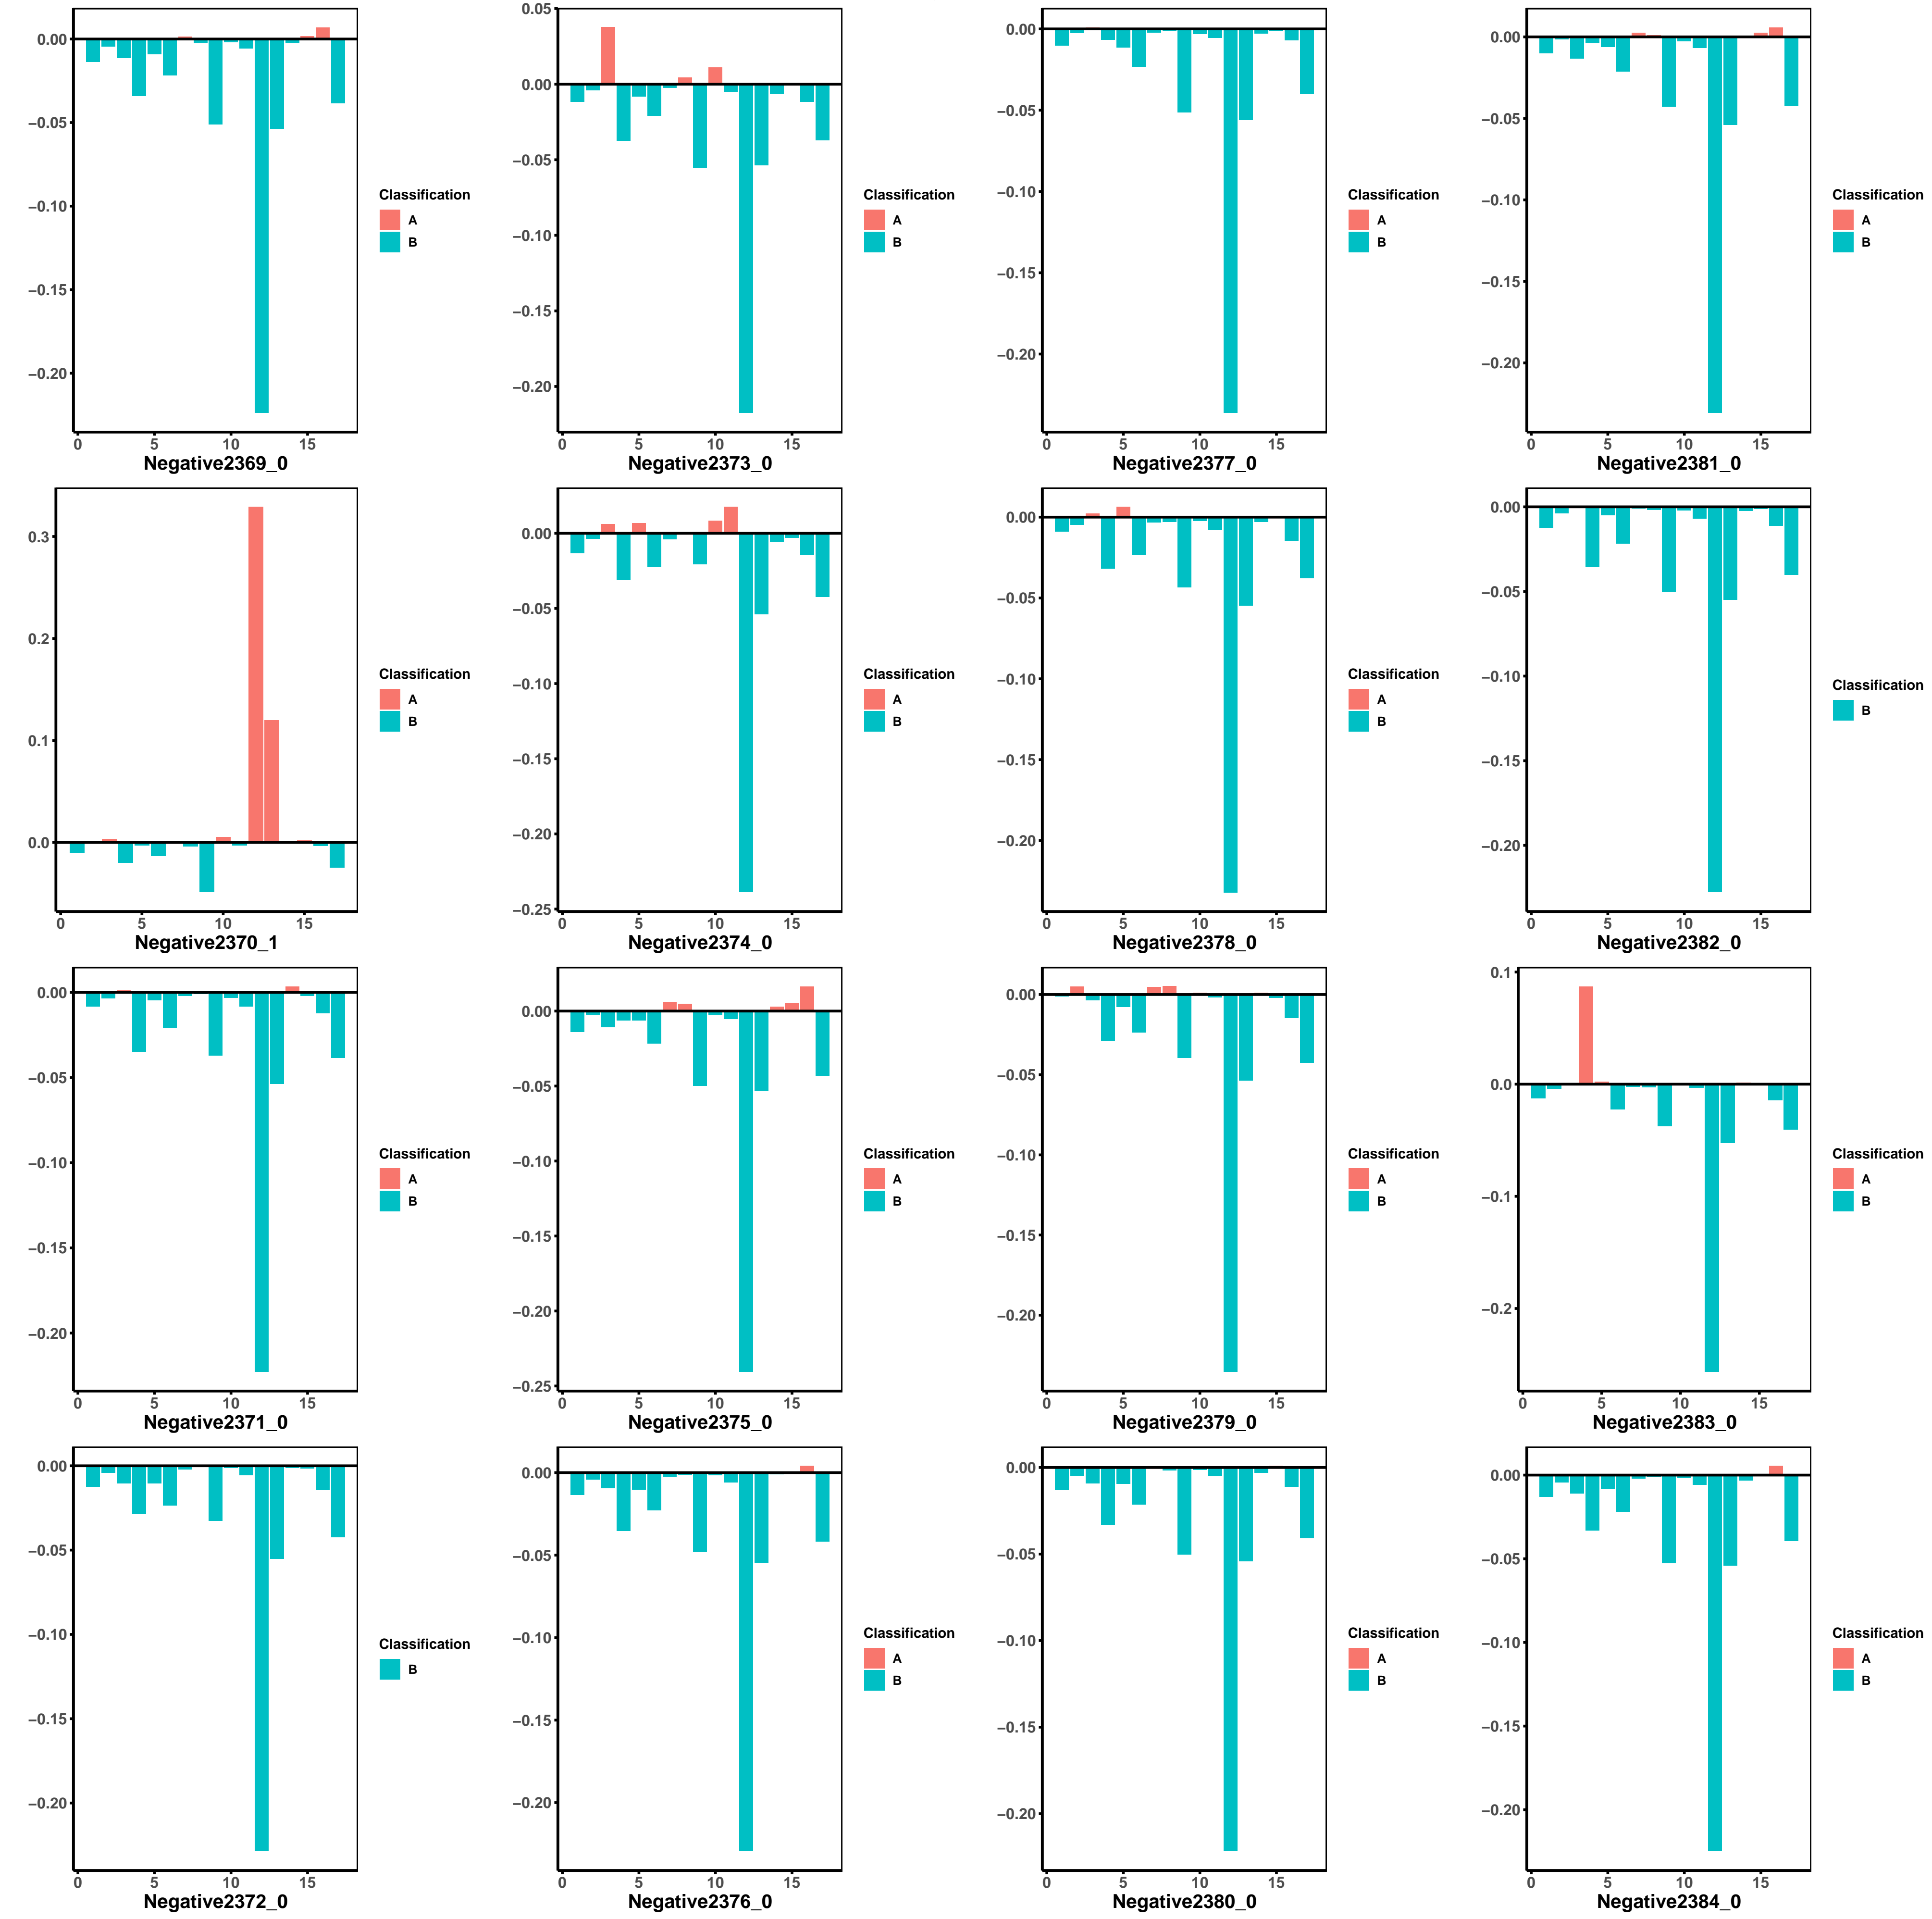 0.00
−0.05
−0.10
−0.15
−0.20
0 5 10 15
Negative2369_0
Classification
A
B
0.05
0.00
−0.05
−0.10
−0.15
−0.20
0 5 10 15
Negative2373_0
Classification
A
B
0.00
−0.05
−0.10
−0.15
−0.20
0 5 10 15
Negative2377_0
Classification
A
B
0.00
−0.05
−0.10
−0.15
−0.20
0 5 10 15
Negative2381_0
Classification
A
B
0.3
0.2
0.1
0.0
0 5 10 15
Negative2370_1
Classification
A
B
0.00
−0.05
−0.10
−0.15
−0.20
−0.25
0 5 10 15
Negative2374_0
Classification
A
B
0.00
−0.05
−0.10
−0.15
−0.20
0 5 10 15
Negative2378_0
Classification
A
B
0.00
−0.05
−0.10
−0.15
−0.20
0 5 10 15
Negative2382_0
Classification
B
0.00
−0.05
−0.10
−0.15
−0.20
0 5 10 15
Negative2371_0
Classification
A
B
0.00
−0.05
−0.10
−0.15
−0.20
−0.25
0 5 10 15
Negative2375_0
Classification
A
B
0.00
−0.05
−0.10
−0.15
−0.20
0 5 10 15
Negative2379_0
Classification
A
B
0.1
0.0
−0.1
−0.2
0 5 10 15
Negative2383_0
Classification
A
B
0.00
−0.05
−0.10
−0.15
−0.20
0 5 10 15
Negative2372_0
Classification
B
0.00
−0.05
−0.10
−0.15
−0.20
0 5 10 15
Negative2376_0
Classification
A
B
0.00
−0.05
−0.10
−0.15
−0.20
0 5 10 15
Negative2380_0
Classification
A
B
0.00
−0.05
−0.10
−0.15
−0.20
0 5 10 15
Negative2384_0
Classification
A
B